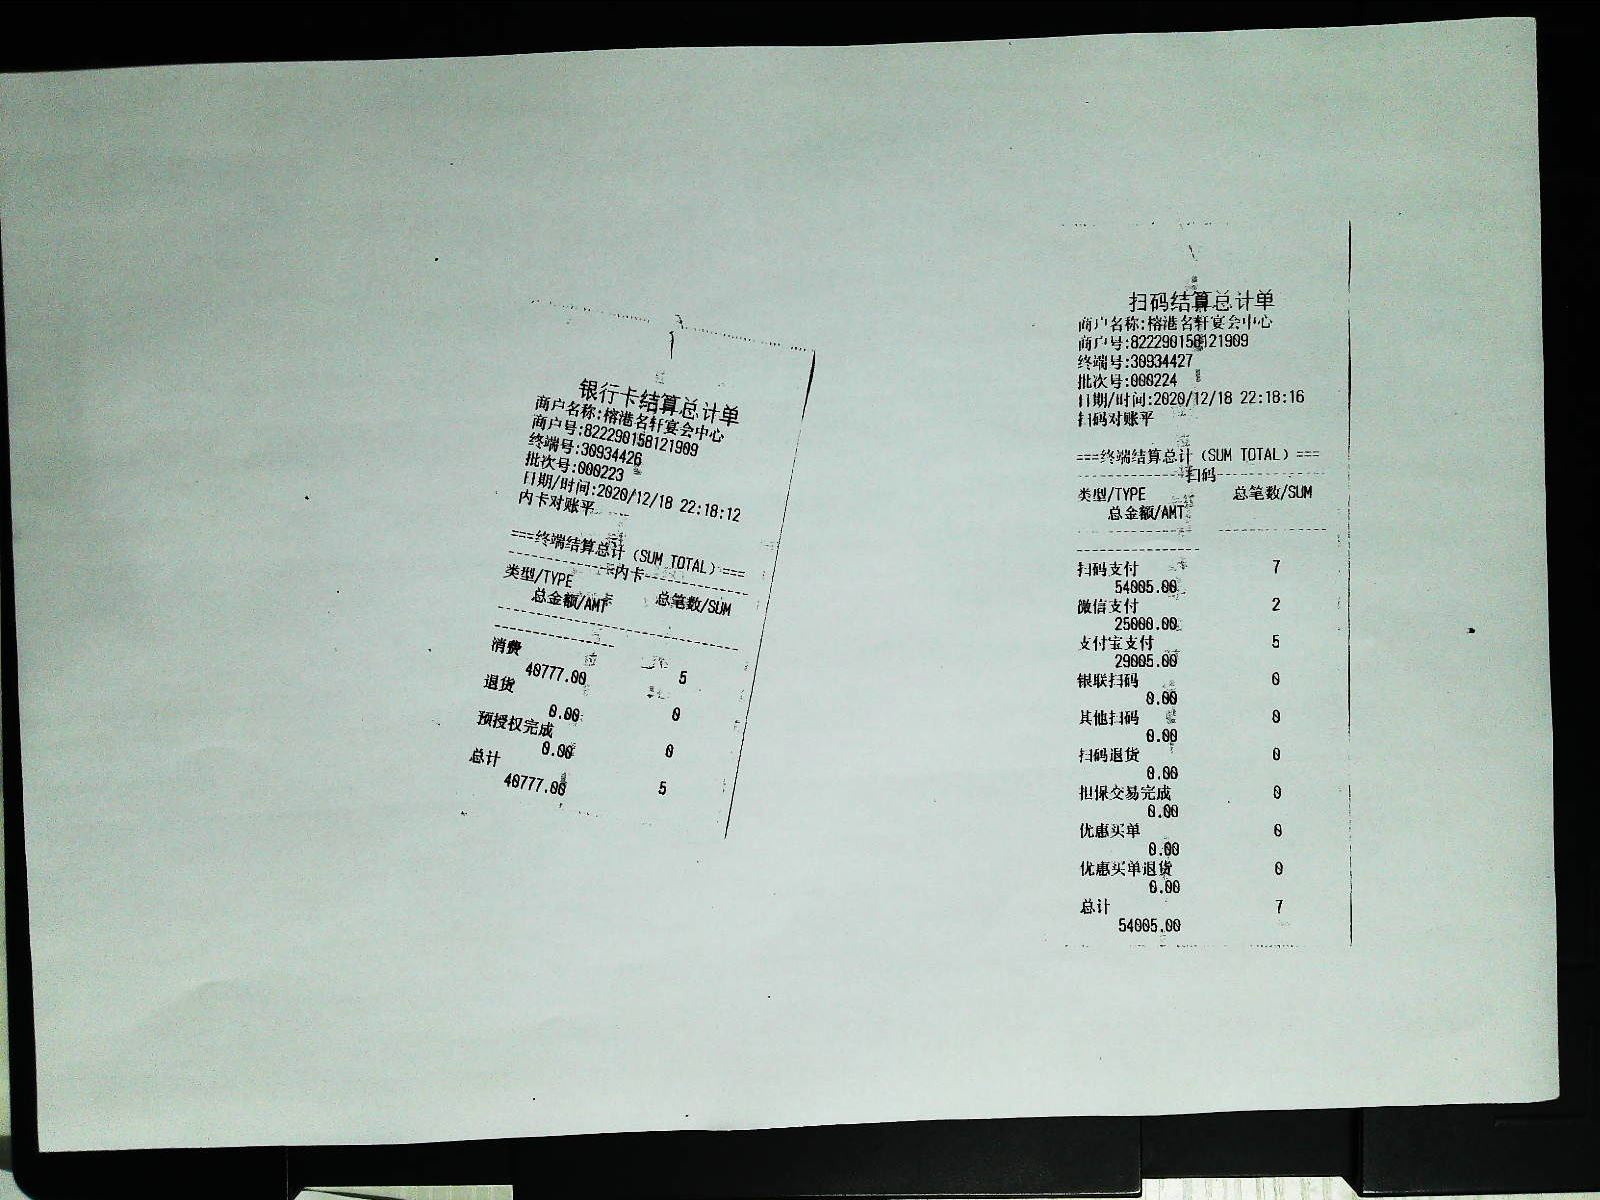 银行卡结算总计单
商户名称:榕港名轩宴会中心
商户号:822290158121909
终端号:30934426
批次号:000223
日期/时间:2020/12/18 22:18:12
内卡对账平
===终端结算总计（SUM TOTAL）===
内卡
类型/TYPE
总金额/AMT 总笔数/SUM
消费
40777.00 5
退货
0.00 0
预授权完成
0.00 0
总计
40777.00 5
扫码结算总计单
商户名称:榕港名轩宴会中心
商户号:822290158121909
终端号:30934427
批次号:000224
日期/时间:2020/12/18 22:18:16
扫码对账平
===终端结算总计（SUM TOTAL）===
扫码
类型/TYPE 总笔数/SUM
总金额/AMT
扫码支付 7
54005.00
微信支付 2
25000.00
支付宝支付 5
29005.00
银联扫码 0
0.00
其他扫码 0
0.00
扫码退货 0
0.00
担保交易完成 0
0.00
优惠买单 0
0.00
优惠买单退货 0
0.00
总计 7
54005.00